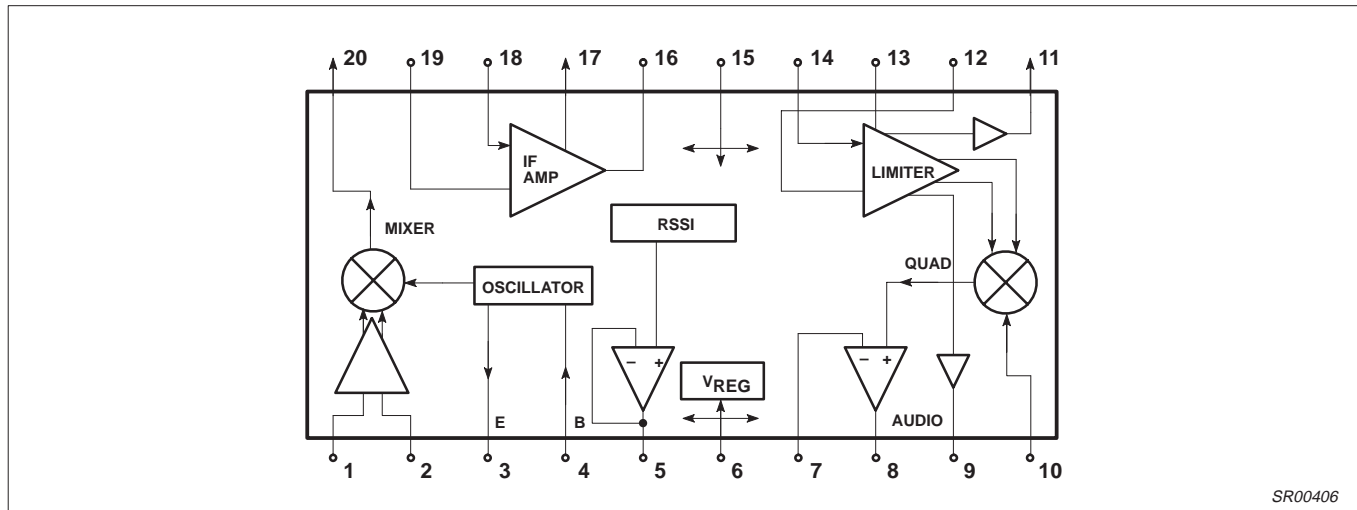 20 19 18 17 16 15 14 13 12 11
IF
AMP
LIMITER
RSSI
MIXER
QUAD
OSCILLATOR
− +
− +
VREG
E B
AUDIO
1 2 3 4 5 6 7 8 9 10
SR00406